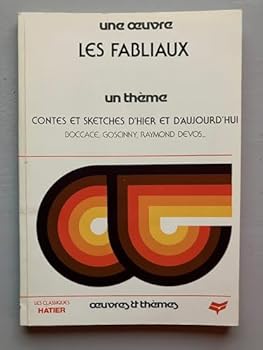 une œuvre
LES FABLIAUX
un thème
CONTES ET SKETCHES D'HIER ET D'AUJOURD'HUI
BOCCACE, GOSCINNY, RAYMOND DEVOS...
LES CLASSIQUES
HATIER
œuvres & thèmes